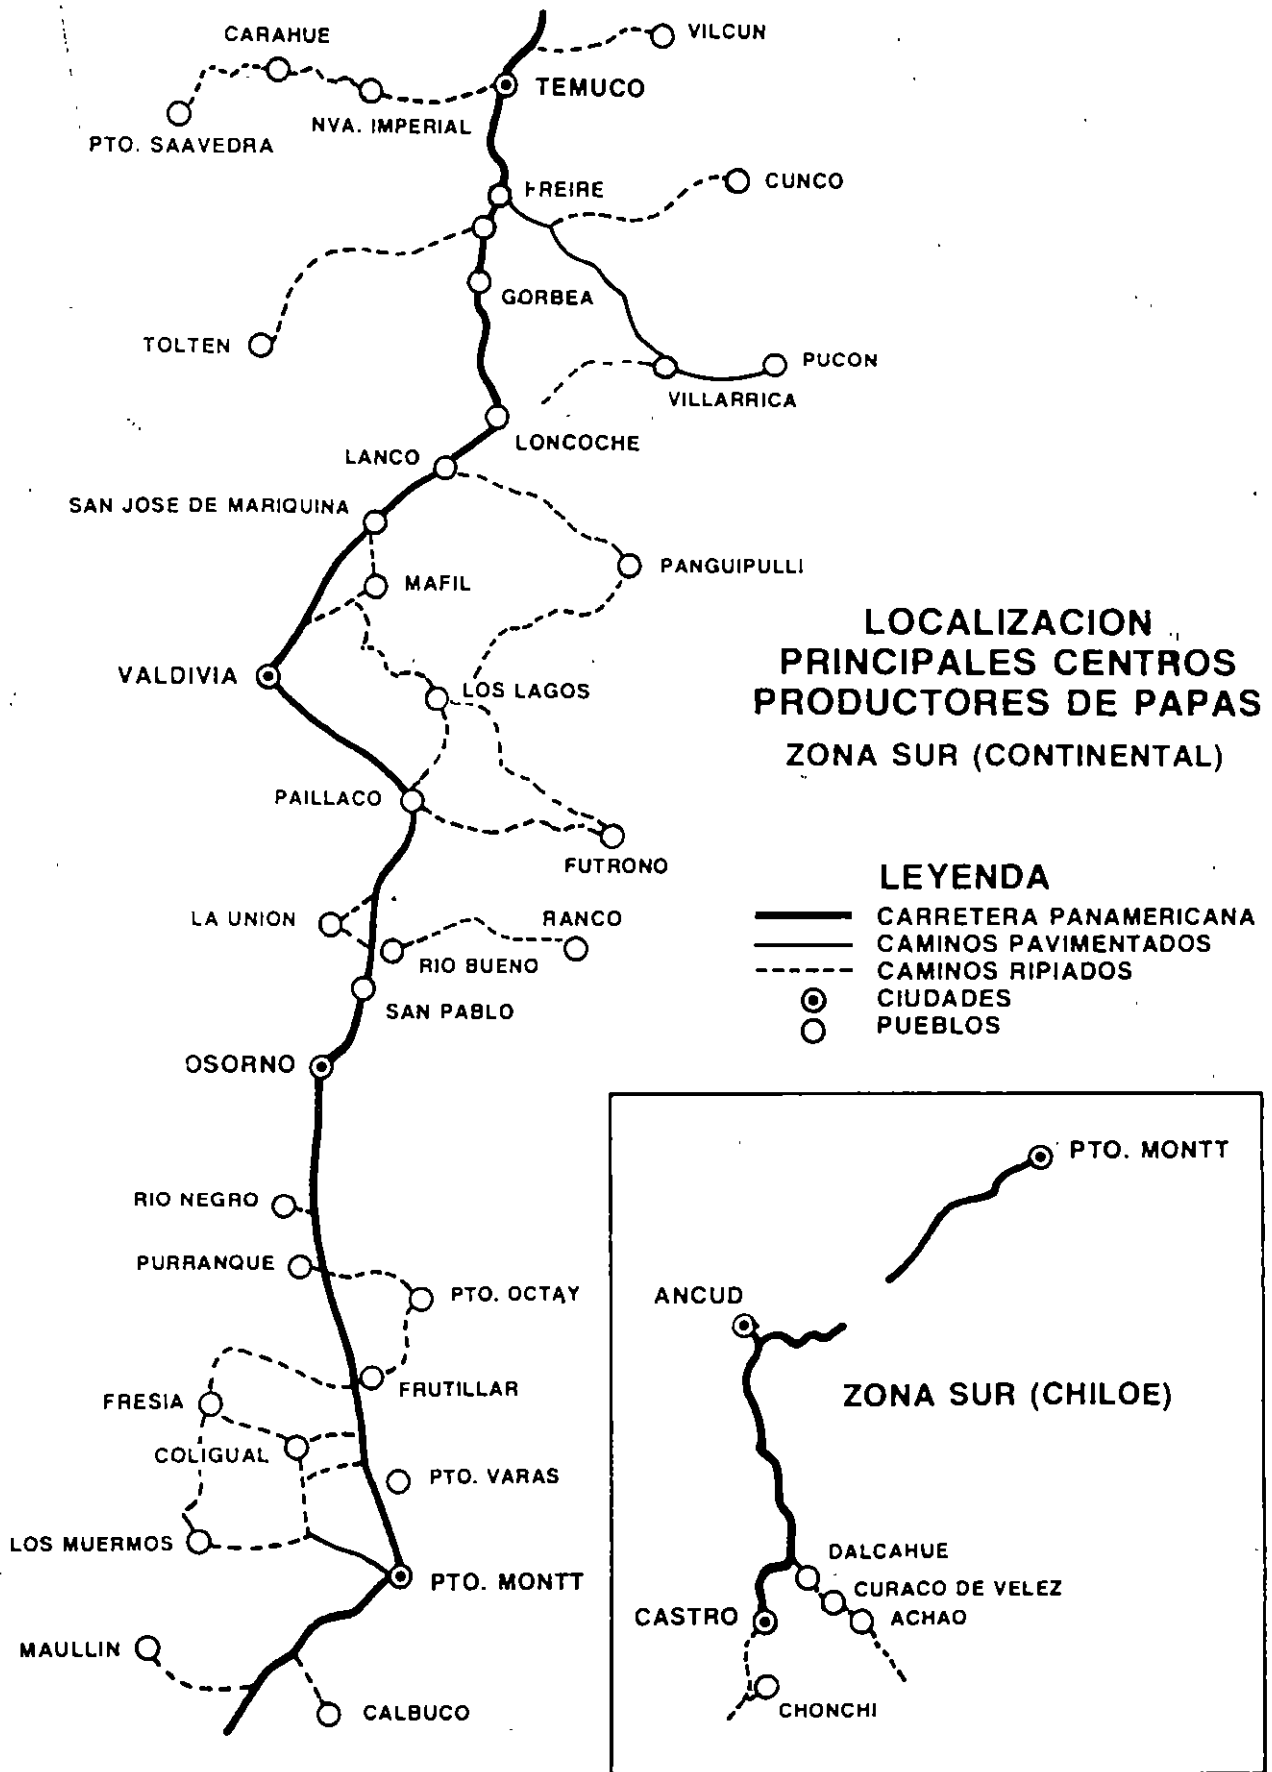 CARAHUE
VILCUN
TEMUCO
NVA. IMPERIAL
PTO. SAAVEDRA
FREIRE
CUNCO
GORBEA
TOLTEN
PUCON
VILLARRICA
LONCOCHE
LANCO
SAN JOSE DE MARIQUINA
PANGUIPULLI
MAFIL
VALDIVIA
LOS LAGOS
PAILLACO
FUTRONO
LA UNION
RANCO
RIO BUENO
SAN PABLO
OSORNO
RIO NEGRO
PURRANQUE
PTO. OCTAY
FRUTILLAR
FRESIA
COLIGUAL
PTO. VARAS
LOS MUERMOS
PTO. MONTT
MAULLIN
CALBUCO
LOCALIZACION
PRINCIPALES CENTROS
PRODUCTORES DE PAPAS
ZONA SUR (CONTINENTAL)
LEYENDA
CARRETERA PANAMERICANA
CAMINOS PAVIMENTADOS
CAMINOS RIPIADOS
CIUDADES
PUEBLOS
PTO. MONTT
ANCUD
ZONA SUR (CHILOE)
DALCAHUE
CURACO DE VELEZ
CASTRO
ACHAO
CHONCHI